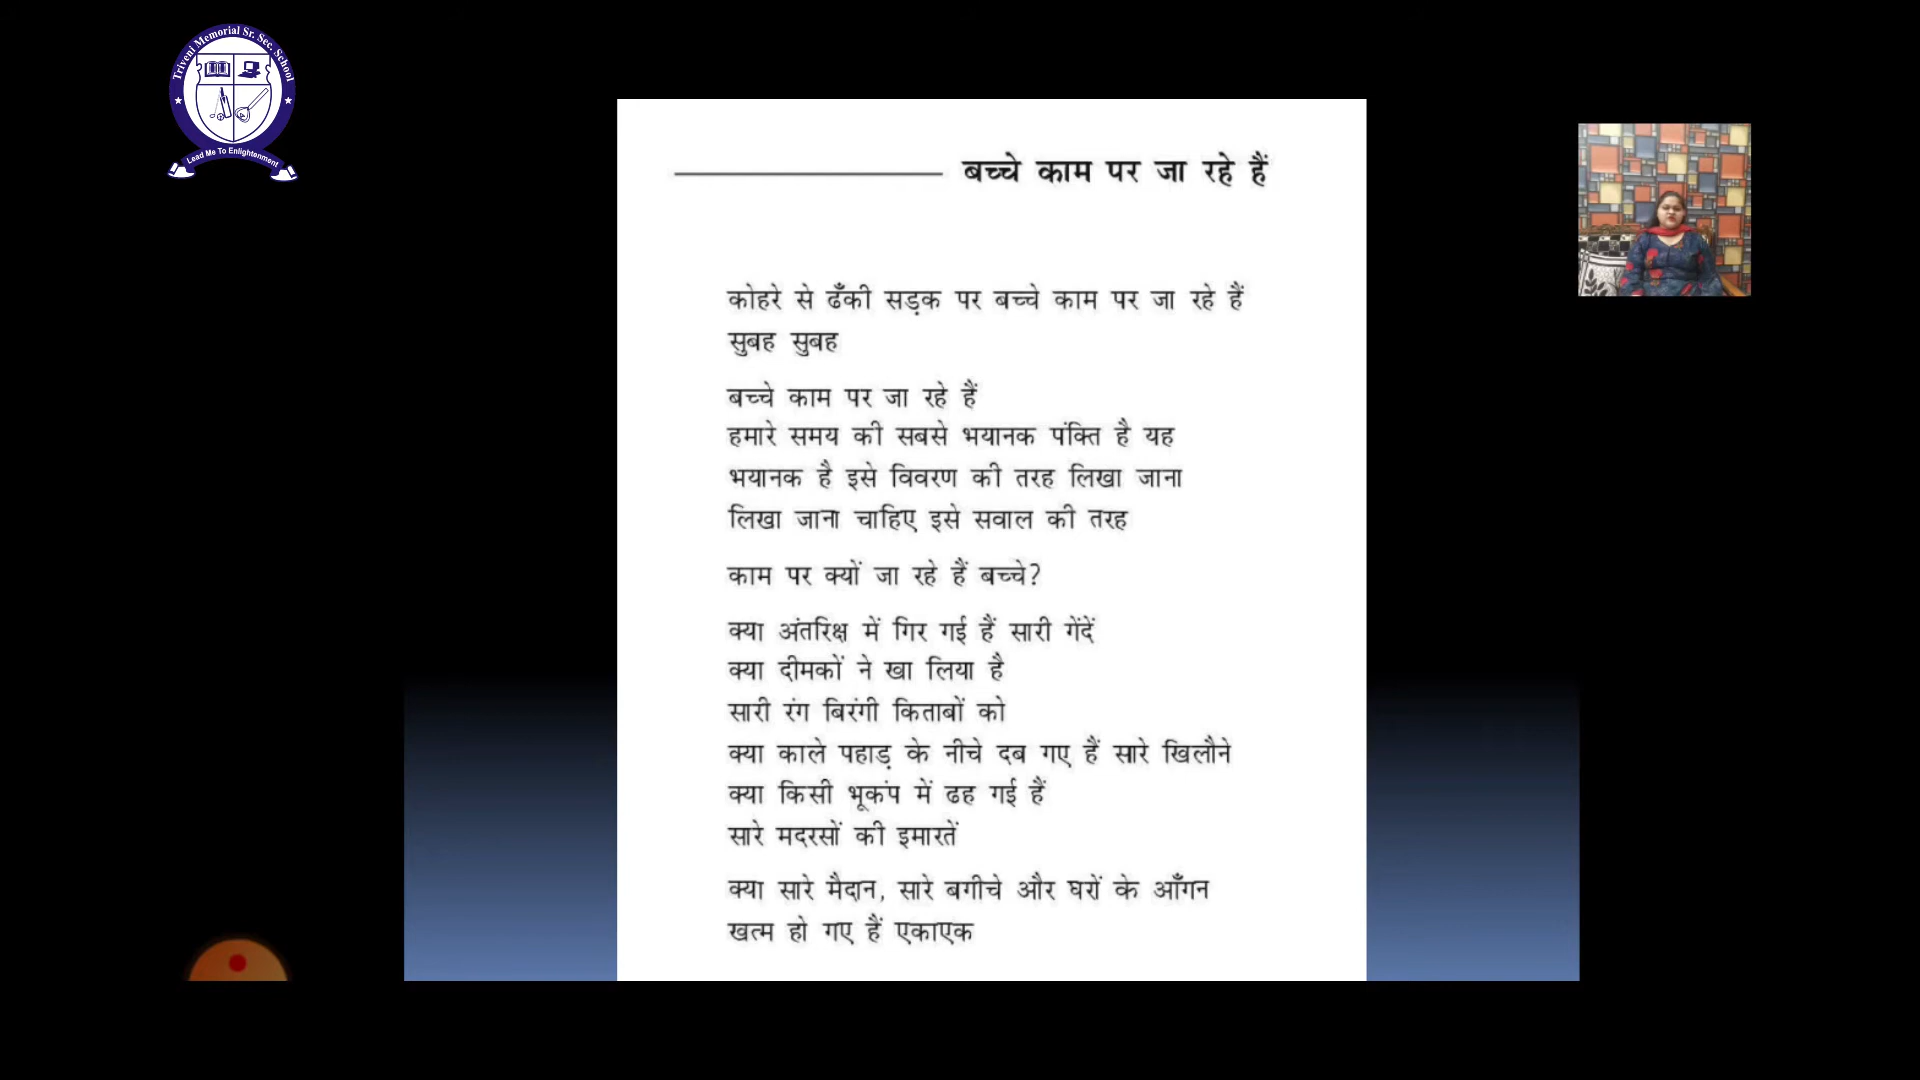 Triveni Memorial Sr. Sec. School
Lead Me To Enlightenment
बच्चे काम पर जा रहे हैं
कोहरे से ढँकी सड़क पर बच्चे काम पर जा रहे हैं
सुबह सुबह
बच्चे काम पर जा रहे हैं
हमारे समय की सबसे भयानक पंक्ति है यह
भयानक है इसे विवरण की तरह लिखा जाना
लिखा जाना चाहिए इसे सवाल की तरह
काम पर क्यों जा रहे हैं बच्चे?
क्या अंतरिक्ष में गिर गई हैं सारी गेंदें
क्या दीमकों ने खा लिया है
सारी रंग बिरंगी किताबों को
क्या काले पहाड़ के नीचे दब गए हैं सारे खिलौने
क्या किसी भूकंप में ढह गई हैं
सारे मदरसों की इमारतें
क्या सारे मैदान, सारे बगीचे और घरों के आँगन
खत्म हो गए हैं एकाएक